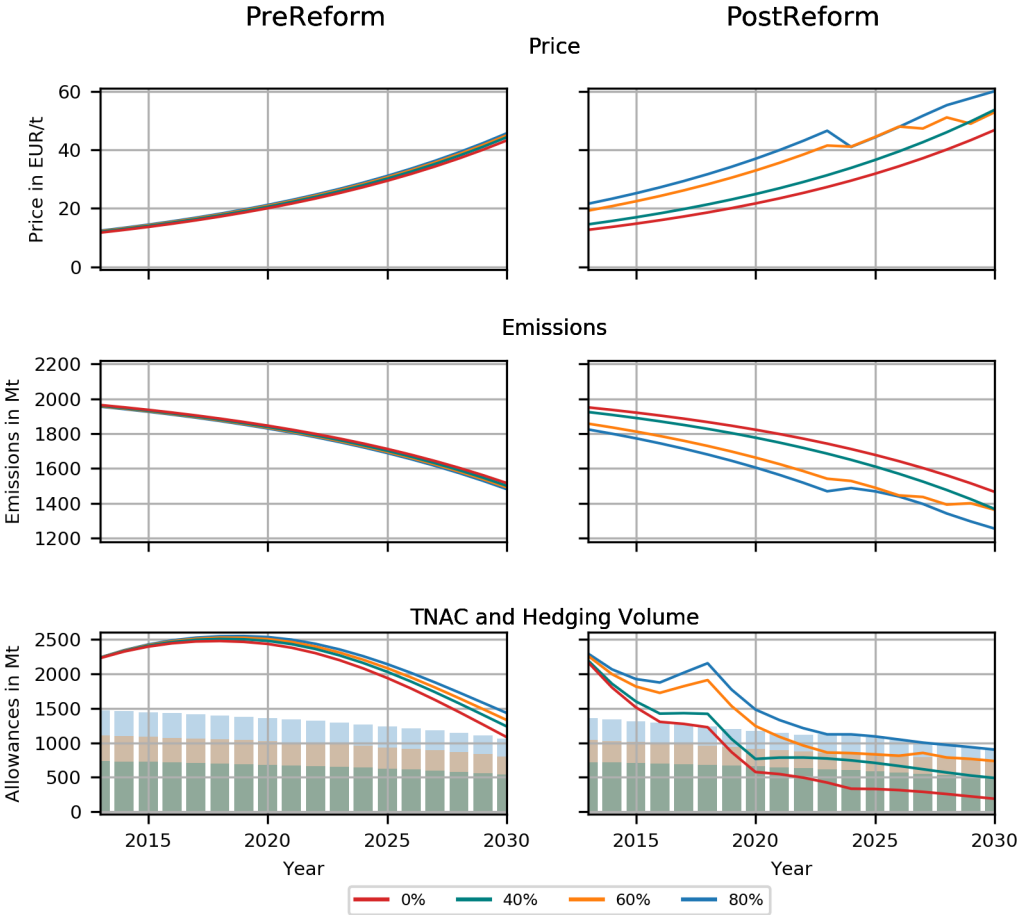 PreReform PostReform
Price
60
40
20
0
Price in EUR/t
Emissions
2200
2000
1800
1600
1400
1200
Emissions in Mt
TNAC and Hedging Volume
2500
2000
1500
1000
500
0
Allowances in Mt
2015 2020 2025 2030 2015 2020 2025 2030
Year Year
0% 40% 60% 80%